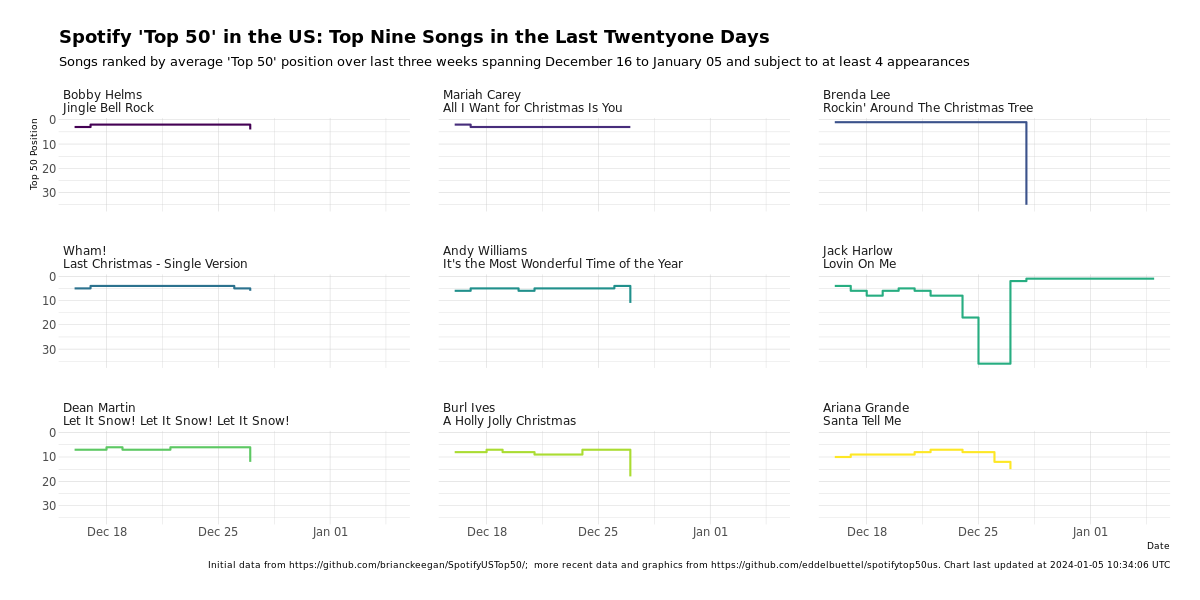 Spotify 'Top 50' in the US: Top Nine Songs in the Last Twentyone Days
Songs ranked by average 'Top 50' position over last three weeks spanning December 16 to January 05 and subject to at least 4 appearances
Bobby Helms
Jingle Bell Rock
Mariah Carey
All I Want for Christmas Is You
Brenda Lee
Rockin' Around The Christmas Tree
Top 50 Position
0
10
20
30
Wham!
Last Christmas - Single Version
Andy Williams
It's the Most Wonderful Time of the Year
Jack Harlow
Lovin On Me
0
10
20
30
Dean Martin
Let It Snow! Let It Snow! Let It Snow!
Burl Ives
A Holly Jolly Christmas
Ariana Grande
Santa Tell Me
0
10
20
30
Dec 18 Dec 25 Jan 01 Dec 18 Dec 25 Jan 01 Dec 18 Dec 25 Jan 01
Date
Initial data from https://github.com/brianckeegan/SpotifyUSTop50/;  more recent data and graphics from https://github.com/eddelbuettel/spotifytop50us. Chart last updated at 2024-01-05 10:34:06 UTC